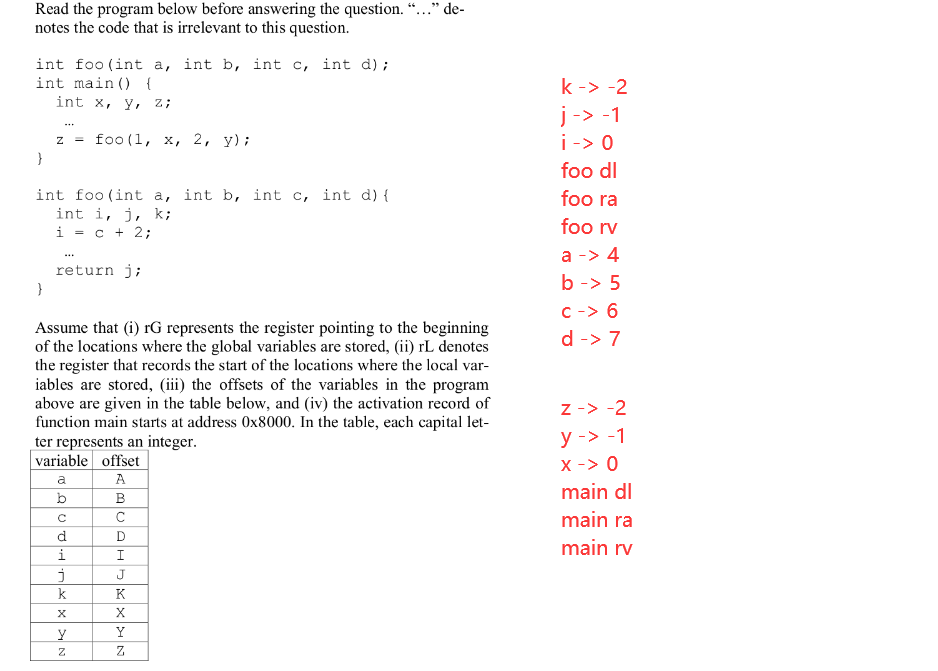 Read the program below before answering the question. “…” de-
notes the code that is irrelevant to this question.
int foo(int a, int b, int c, int d);
int main() {
int x, y, z;
…
z = foo(1, x, 2, y);
}
int foo(int a, int b, int c, int d){
int i, j, k;
i = c + 2;
…
return j;
}
Assume that (i) rG represents the register pointing to the beginning
of the locations where the global variables are stored, (ii) rL denotes
the register that records the start of the locations where the local var-
iables are stored, (iii) the offsets of the variables in the program
above are given in the table below, and (iv) the activation record of
function main starts at address 0x8000. In the table, each capital let-
ter represents an integer.
variable offset
a A
b B
c C
d D
i I
j J
k K
x X
y Y
z Z
k -> -2
j -> -1
i -> 0
foo dl
foo ra
foo rv
a -> 4
b -> 5
c -> 6
d -> 7
z -> -2
y -> -1
x -> 0
main dl
main ra
main rv